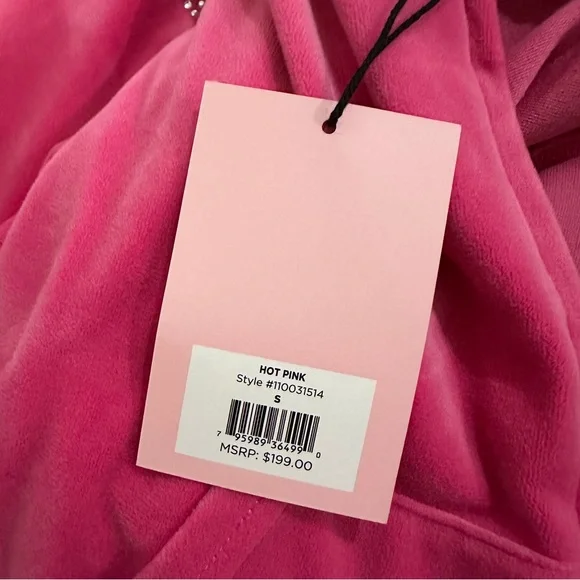 HOT PINK
Style #110031514
S
7 95989 36499 0
MSRP: $199.00